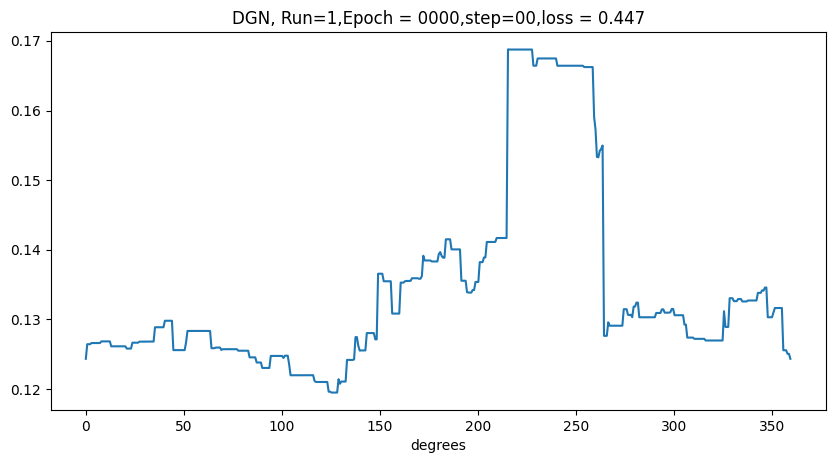 DGN, Run=1,Epoch = 0000,step=00,loss = 0.447
0.17
0.16
0.15
0.14
0.13
0.12
0 50 100 150 200 250 300 350
degrees